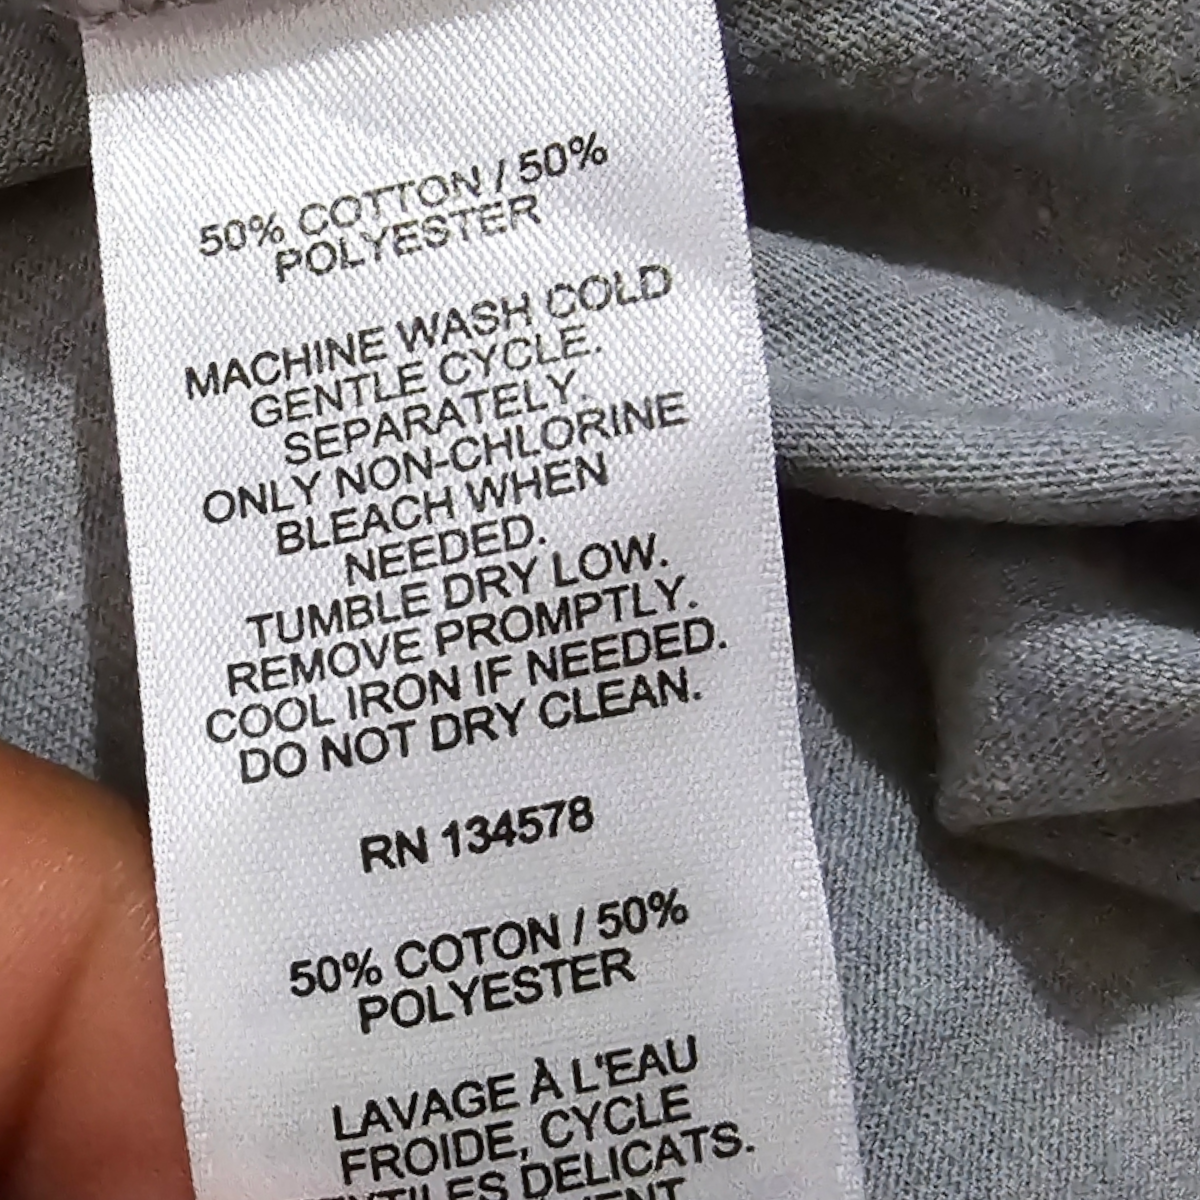 50% COTTON / 50%
POLYESTER
MACHINE WASH COLD
GENTLE CYCLE.
SEPARATELY.
ONLY NON-CHLORINE
BLEACH WHEN
NEEDED.
TUMBLE DRY LOW.
REMOVE PROMPTLY.
COOL IRON IF NEEDED.
DO NOT DRY CLEAN.
RN 134578
50% COTON / 50%
POLYESTER
LAVAGE À L'EAU
FROIDE, CYCLE
DELICATS.